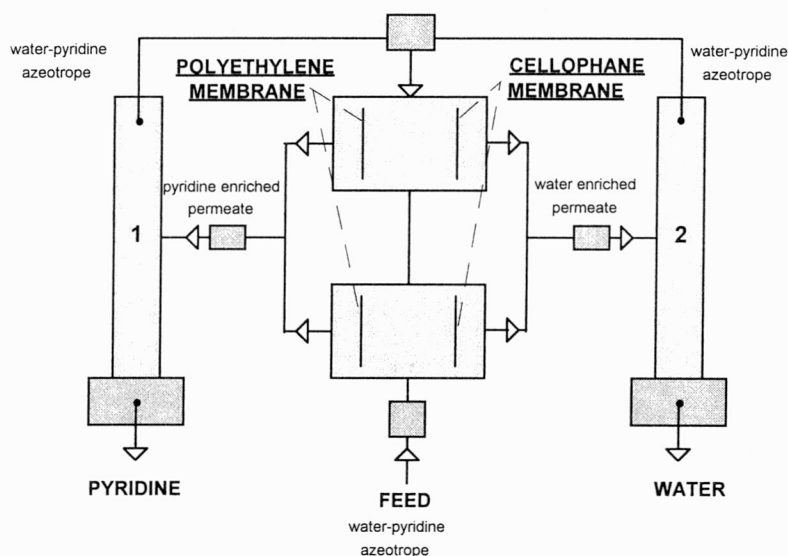 water-pyridine
azeotrope
POLYETHYLENE
MEMBRANE
CELLOPHANE
MEMBRANE
water-pyridine
azeotrope
pyridine enriched
permeate
water enriched
permeate
1
2
PYRIDINE
FEED
water-pyridine
azeotrope
WATER